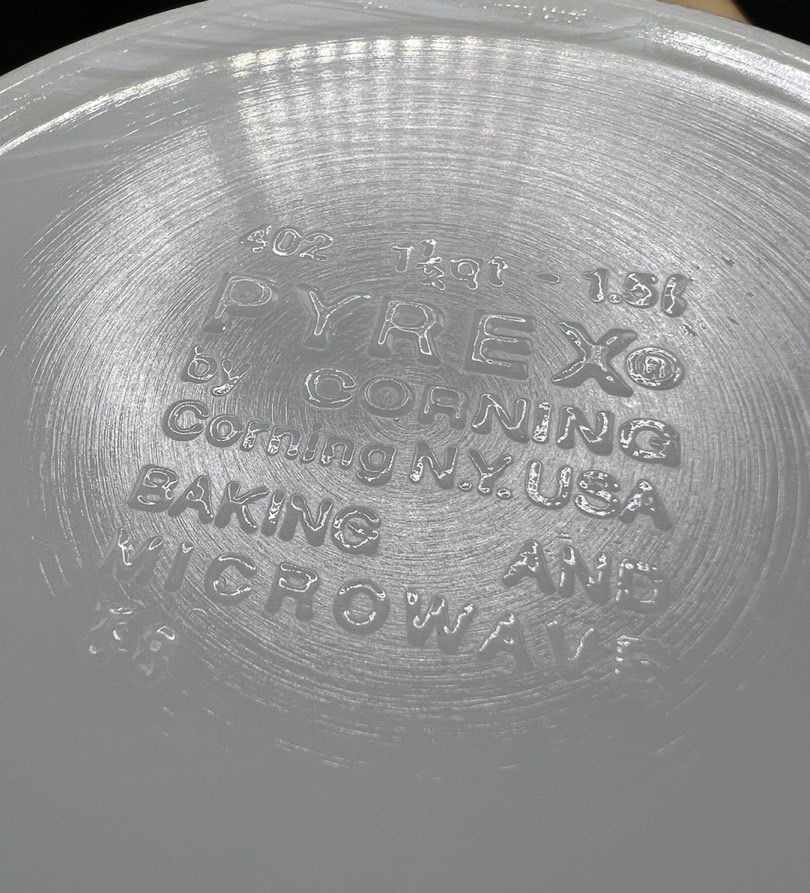 402 1½qt - 1.5ℓ
PYREX®
by CORNING
Corning N.Y. USA
BAKING AND
MICROWAVE